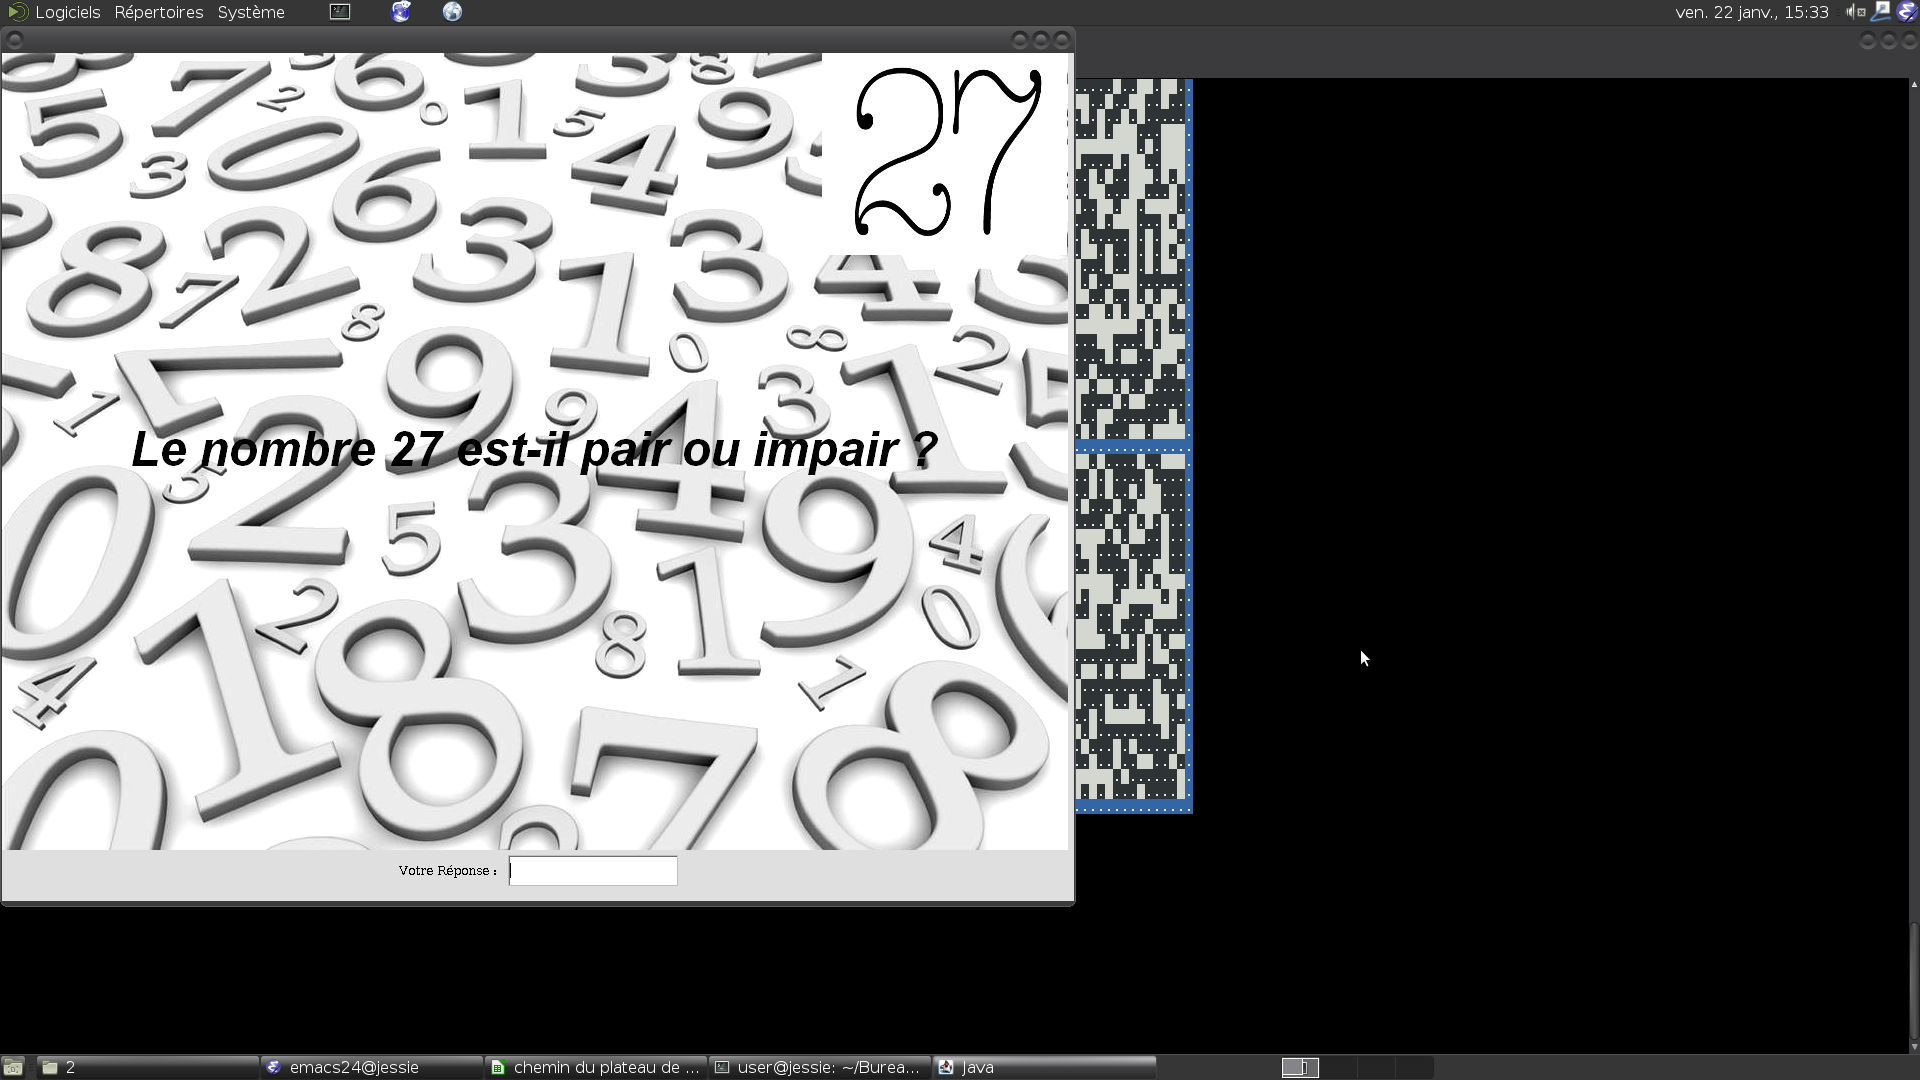 Logiciels Répertoires Système
ven. 22 janv., 15:33
27
Le nombre 27 est-il pair ou impair ?
Votre Réponse :
2
emacs24@jessie
chemin du plateau de ...
user@jessie: ~/Burea...
Java